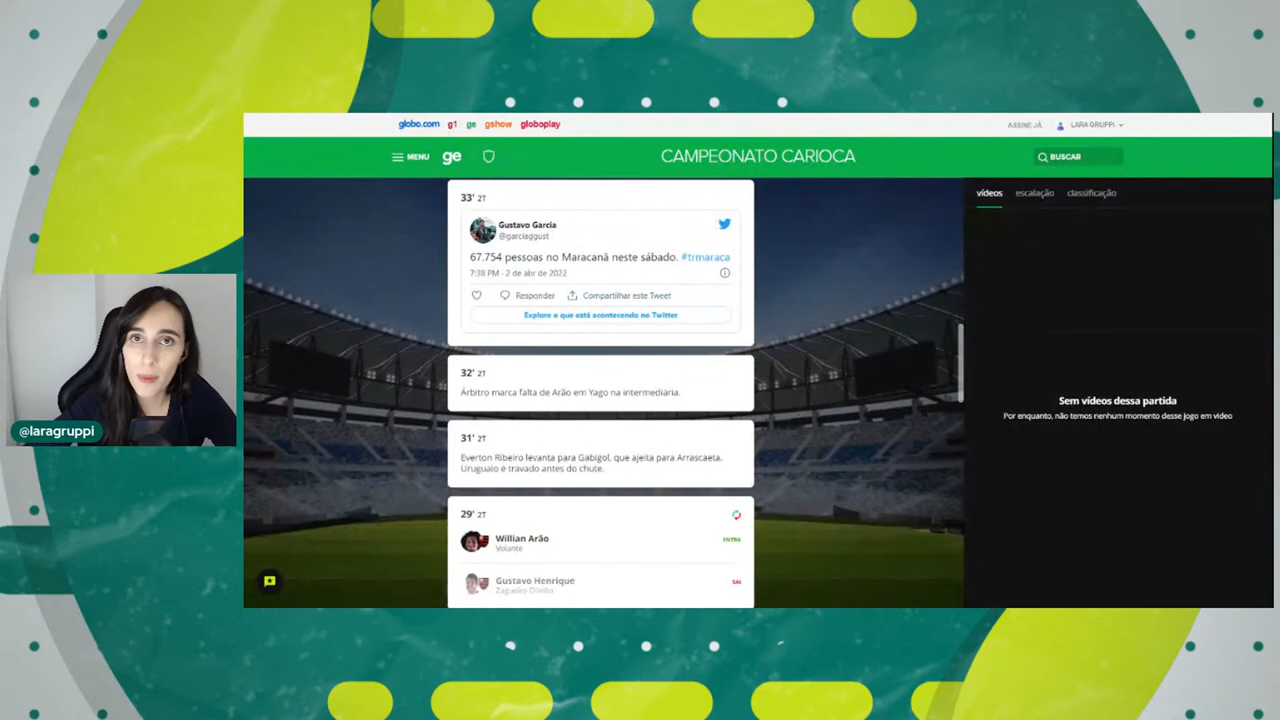 globo.com g1 ge gshow globoplay
ASSINE JÁ
LARA GRUPPI
MENU
ge
CAMPEONATO CARIOCA
BUSCAR
33' 2T
Gustavo Garcia
@garciaggust
67.754 pessoas no Maracanã neste sábado. #trmaraca
7:38 PM · 2 de abr de 2022
Responder
Compartilhar este Tweet
Explore o que está acontecendo no Twitter
32' 2T
Árbitro marca falta de Arão em Yago na intermediária.
31' 2T
Everton Ribeiro levanta para Gabigol, que ajeita para Arrascaeta.
Uruguaio é travado antes do chute.
29' 2T
Willian Arão
Volante
ENTRA
Gustavo Henrique
Zagueiro Direito
SAI
vídeos escalação classificação
Sem vídeos dessa partida
Por enquanto, não temos nenhum momento desse jogo em vídeo
@laragruppi